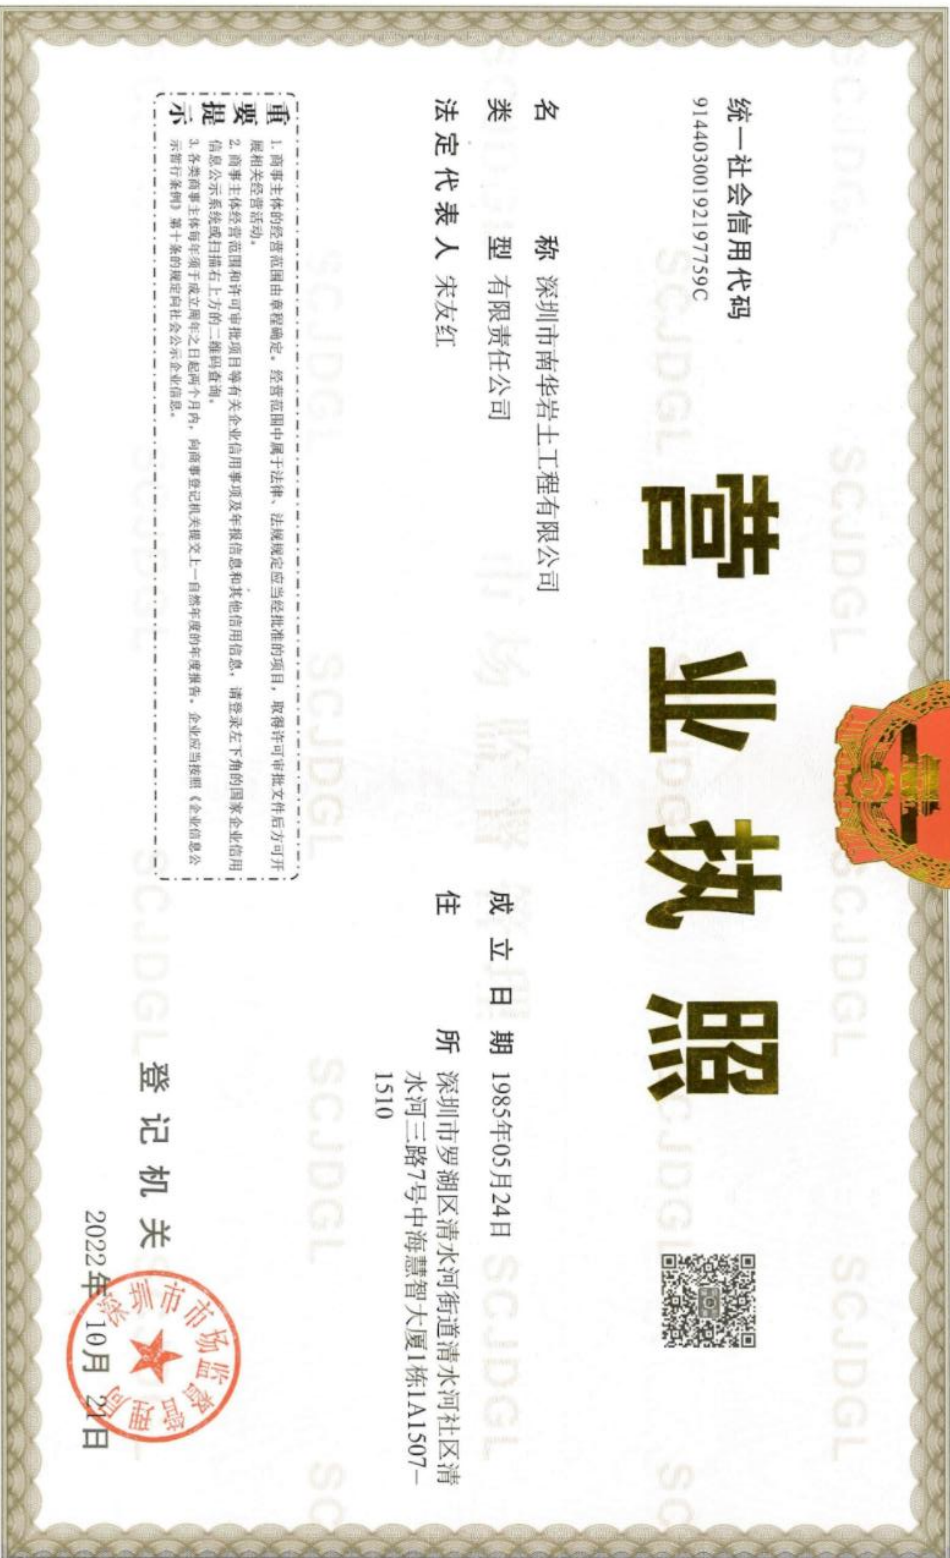 统一社会信用代码
91440300192197759C
营业执照
名称 深圳市南华岩土工程有限公司
类型 有限责任公司
法定代表人 宋友红
成立日期 1985年05月24日
住所 深圳市罗湖区清水河街道清水河社区清
水河三路7号中海慧智大厦1栋1A1507-
1510
重要提示
1. 商事主体的经营范围由章程确定。经营范围中属于法律、法规规定应当经批准的项目，取得许可审批文件后方可开
展相关经营活动。
2. 商事主体经营范围和许可审批项目等有关企业信用事项及年报信息和其他信用信息，请登录左下角的国家企业信用
信息公示系统或扫描右上方的二维码查询。
3. 各类商事主体每年须于成立周年之日起两个月内，向商事登记机关提交上一自然年度的年度报告。企业应当按照《企业信息公
示暂行条例》第十条的规定向社会公示企业信息。
登记机关
深圳市市场监督管理局
2022年10月21日
SCJDGL
市场监督管理